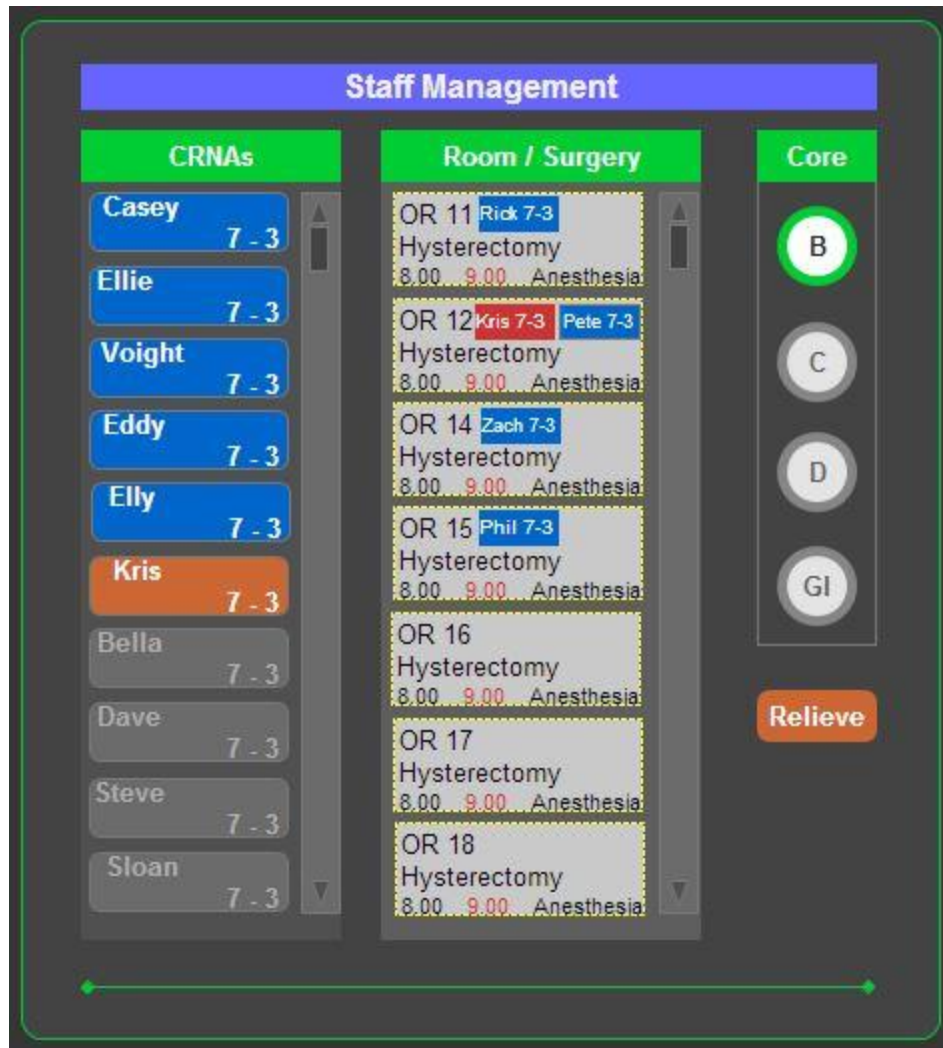 Staff Management
CRNAs
Casey
7 - 3
Ellie
7 - 3
Voight
7 - 3
Eddy
7 - 3
Elly
7 - 3
Kris
7 - 3
Bella
7 - 3
Dave
7 - 3
Steve
7 - 3
Sloan
7 - 3
Room / Surgery
OR 11 Rick 7-3
Hysterectomy
8.00 9.00 Anesthesia
OR 12 Kris 7-3 Pete 7-3
Hysterectomy
8.00 9.00 Anesthesia
OR 14 Zach 7-3
Hysterectomy
8.00 9.00 Anesthesia
OR 15 Phil 7-3
Hysterectomy
8.00 9.00 Anesthesia
OR 16
Hysterectomy
8.00 9.00 Anesthesia
OR 17
Hysterectomy
8.00 9.00 Anesthesia
OR 18
Hysterectomy
8.00 9.00 Anesthesia
Core
B
C
D
GI
Relieve